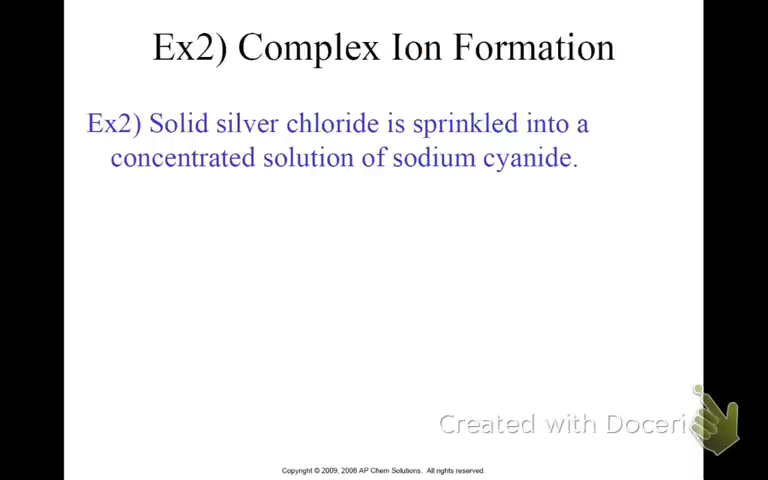 Ex2) Complex Ion Formation
Ex2) Solid silver chloride is sprinkled into a
concentrated solution of sodium cyanide.
Created with Doceri
Copyright © 2009, 2008 AP Chem Solutions. All rights reserved.